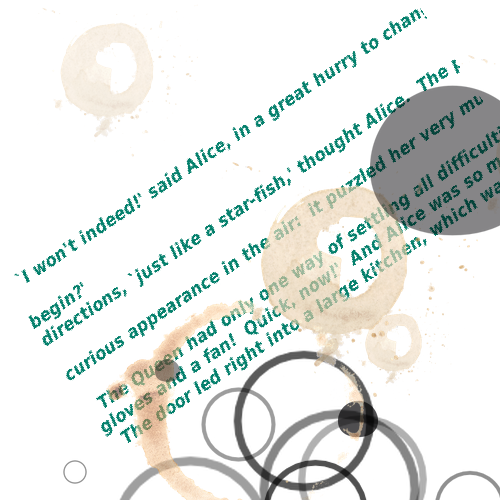 `I won't indeed!' said Alice, in a great hurry to chan
begin?'
directions, `just like a star-fish,' thought Alice.  The
curious appearance in the air:  it puzzled her very mu
The Queen had only one way of settling all difficulti
gloves and a fan!  Quick, now!'  And Alice was so m
The door led right into a large kitchen, which wa